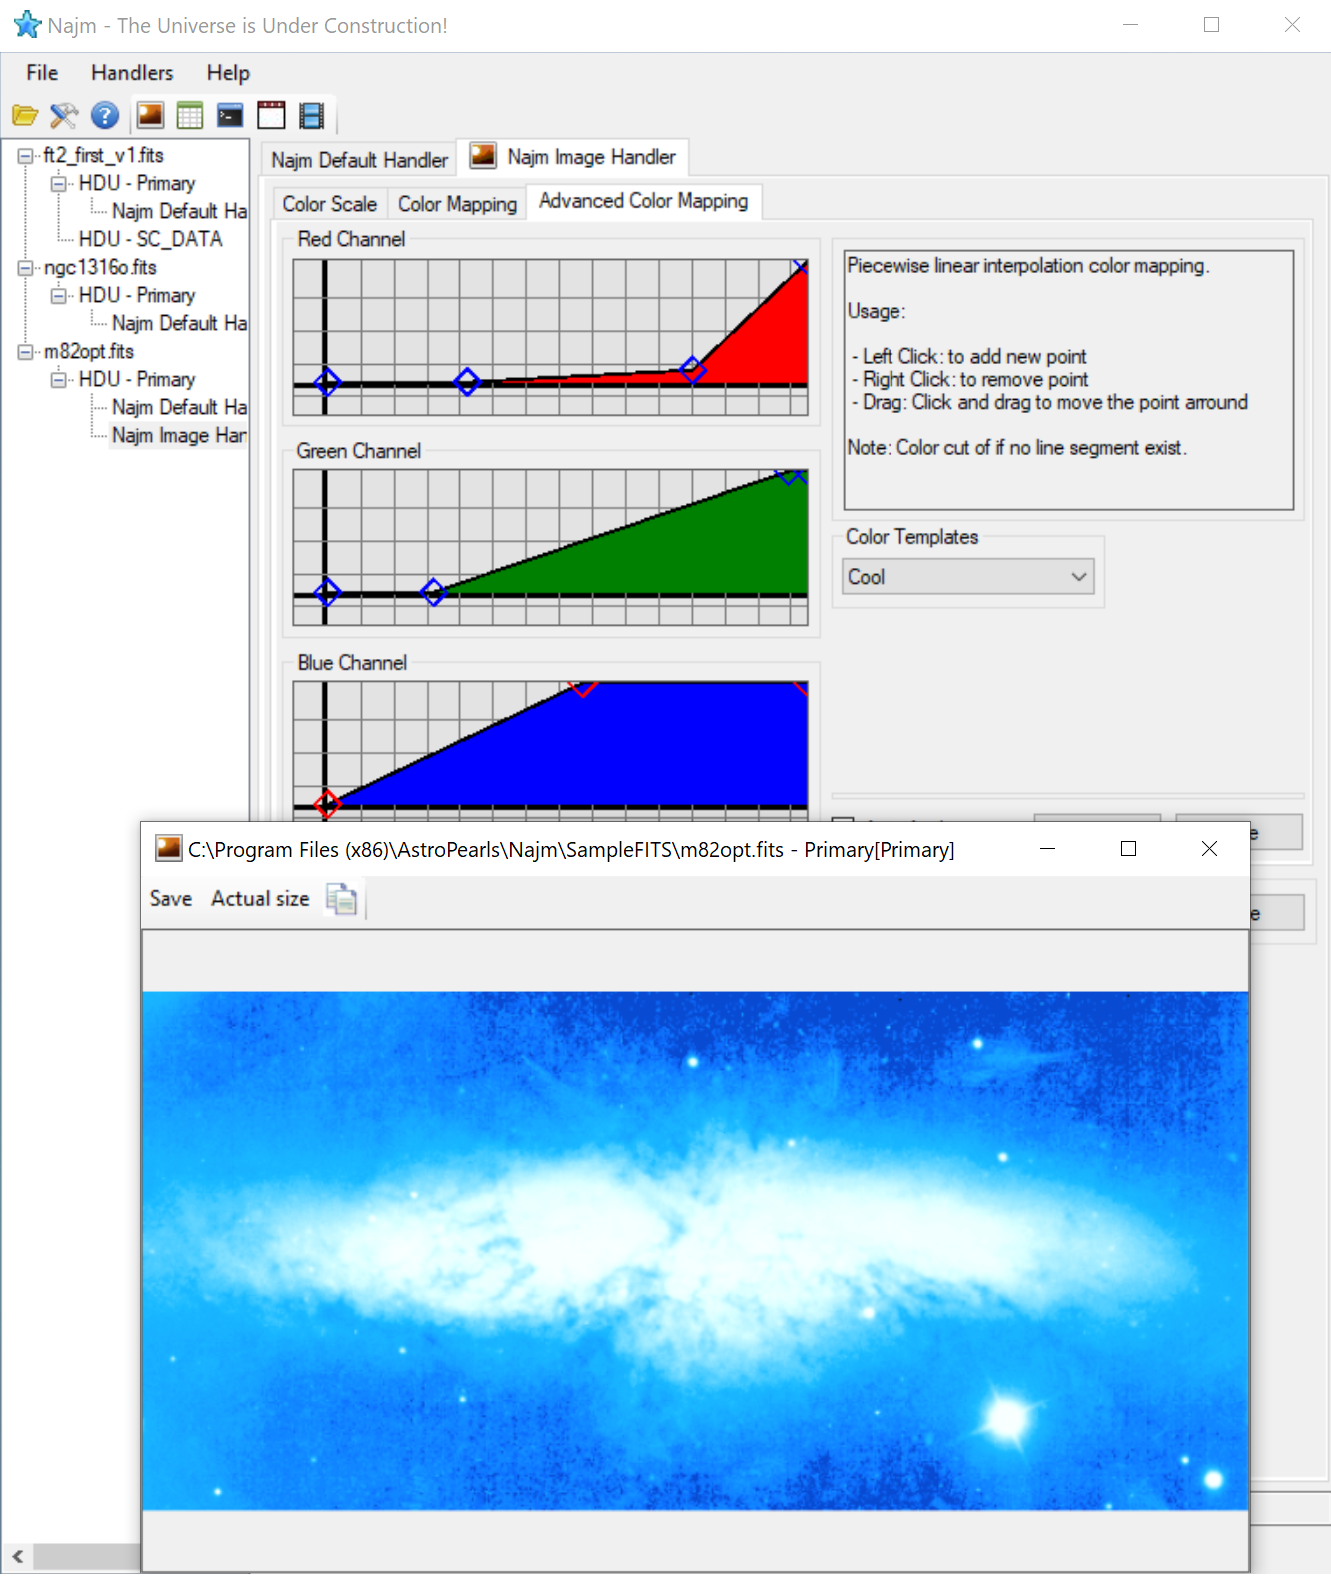 Najm - The Universe is Under Construction!
File Handlers Help
ft2_first_v1.fits
HDU - Primary
Najm Default Ha
HDU - SC_DATA
ngc1316o.fits
HDU - Primary
Najm Default Ha
m82opt.fits
HDU - Primary
Najm Default Ha
Najm Image Han
Najm Default Handler Najm Image Handler
Color Scale Color Mapping Advanced Color Mapping
Red Channel
Green Channel
Blue Channel
Piecewise linear interpolation color mapping.
Usage:
- Left Click: to add new point
- Right Click: to remove point
- Drag: Click and drag to move the point arround
Note: Color cut of if no line segment exist.
Color Templates
Cool
e
e
C:\Program Files (x86)\AstroPearls\Najm\SampleFITS\m82opt.fits - Primary[Primary]
Save Actual size